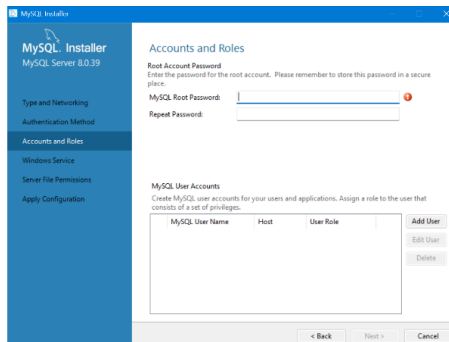 MySQL Installer
MySQL. Installer
MySQL Server 8.0.39
Type and Networking
Authentication Method
Accounts and Roles
Windows Service
Server File Permissions
Apply Configuration
Accounts and Roles
Root Account Password
Enter the password for the root account. Please remember to store this password in a secure
place.
MySQL Root Password:
Repeat Password:
MySQL User Accounts
Create MySQL user accounts for your users and applications. Assign a role to the user that
consists of a set of privileges.
MySQL User Name Host User Role
Add User
Edit User
Delete
< Back Next > Cancel